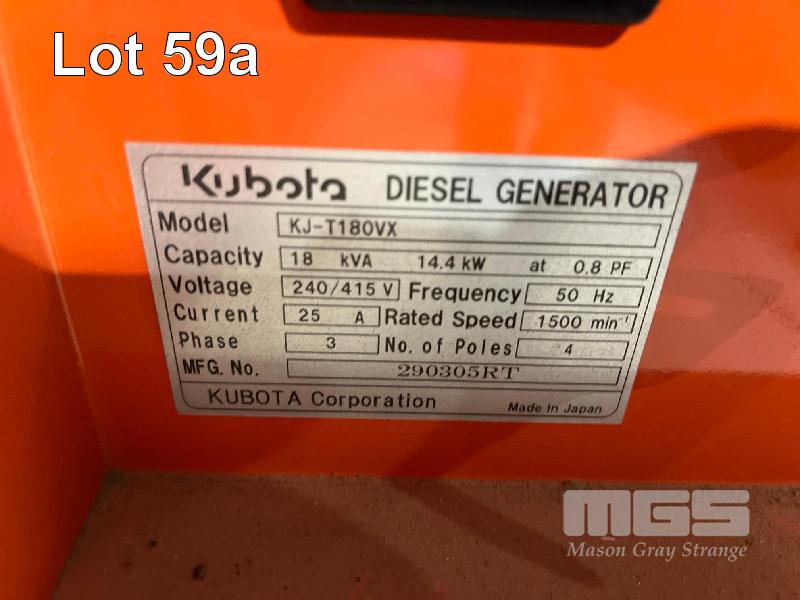 Lot 59a
Kubota DIESEL GENERATOR
Model KJ-T180VX
Capacity 18 kVA 14.4 kW at 0.8 PF
Voltage 240/415 V Frequency 50 Hz
Current 25 A Rated Speed 1500 min⁻¹
Phase 3 No. of Poles 4
MFG. No. 290305RT
KUBOTA Corporation Made in Japan
MGS
Mason Gray Strange